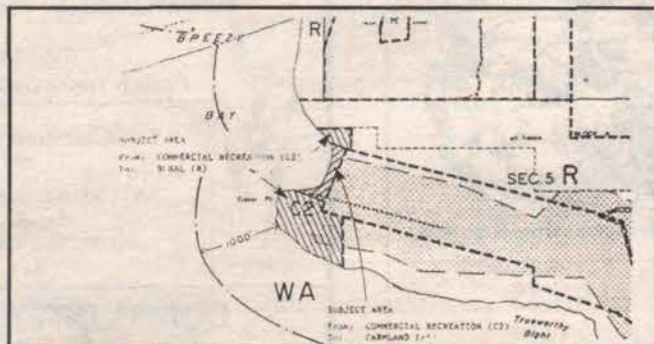 BREEZY
BAY
R
R
SUBJECT AREA
FROM: COMMERCIAL RECREATION (C2)
TO: RURAL (R)
SEC. 5 R
C2
1000'
WA
SUBJECT AREA
FROM: COMMERCIAL RECREATION (C2)
TO: FARMLAND
Trueworthy
Bight